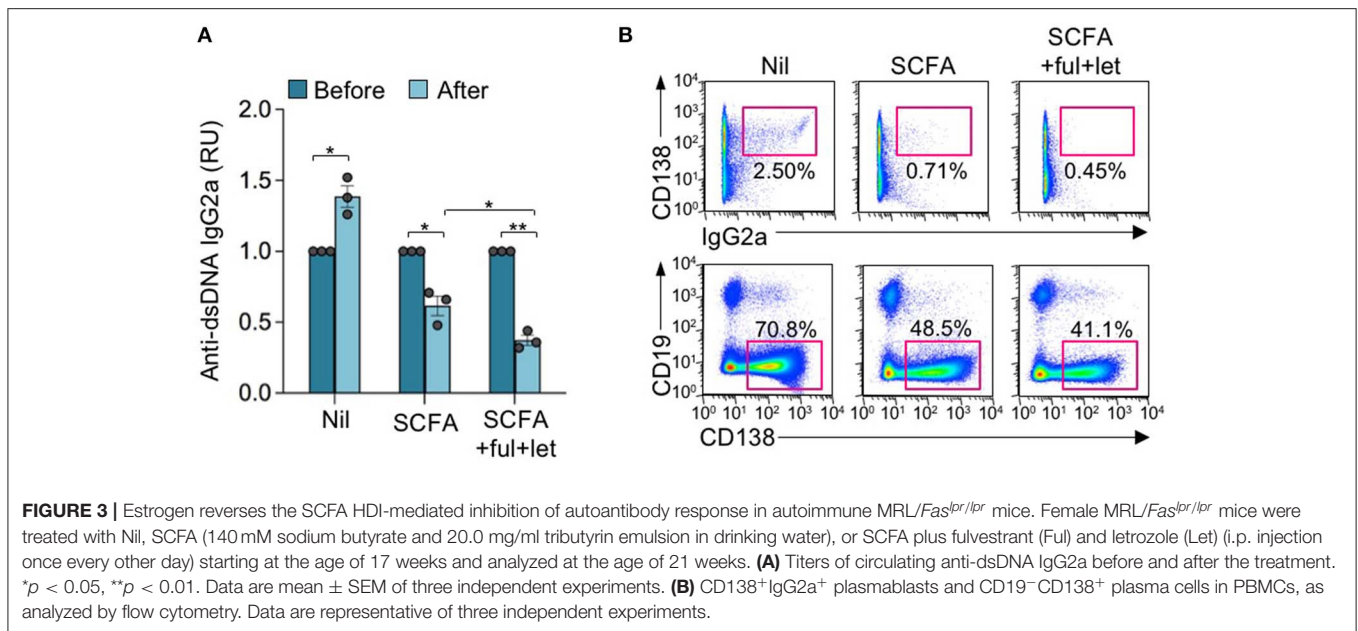 A
Before After
Anti-dsDNA IgG2a (RU)
2.0
1.5
1.0
0.5
0.0
*
*
**
*
Nil
SCFA
SCFA
+ful+let
B
Nil
SCFA
SCFA
+ful+let
CD138
10⁴
10³
10²
10¹
10⁰
2.50%
0.71%
0.45%
IgG2a
CD19
10⁴
10³
10²
10¹
10⁰
70.8%
48.5%
41.1%
10⁰ 10¹ 10² 10³ 10⁴
10⁰ 10¹ 10² 10³ 10⁴
10⁰ 10¹ 10² 10³ 10⁴
CD138
FIGURE 3 | Estrogen reverses the SCFA HDI-mediated inhibition of autoantibody response in autoimmune MRL/Fas^lpr/lpr mice. Female MRL/Fas^lpr/lpr mice were
treated with Nil, SCFA (140 mM sodium butyrate and 20.0 mg/ml tributyrin emulsion in drinking water), or SCFA plus fulvestrant (Ful) and letrozole (Let) (i.p. injection
once every other day) starting at the age of 17 weeks and analyzed at the age of 21 weeks. (A) Titers of circulating anti-dsDNA IgG2a before and after the treatment.
*p < 0.05, **p < 0.01. Data are mean ± SEM of three independent experiments. (B) CD138⁺IgG2a⁺ plasmablasts and CD19⁻CD138⁺ plasma cells in PBMCs, as
analyzed by flow cytometry. Data are representative of three independent experiments.